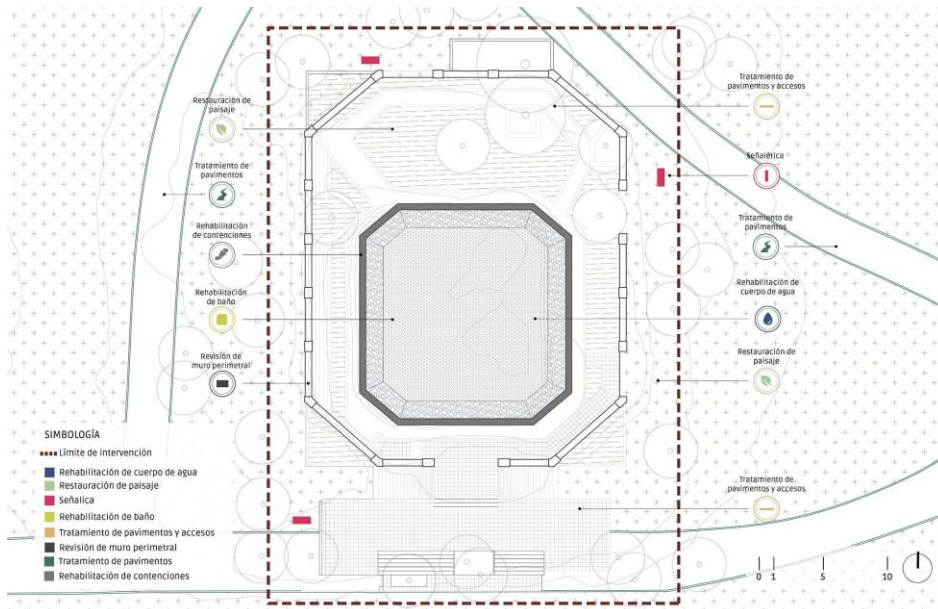 Restauración de
paisaje
Tratamiento de
pavimentos
Rehabilitación
de contenciones
Rehabilitación
de baño
Revisión de
muro perimetral
Tratamiento de
pavimentos y accesos
Señalética
Tratamiento de
pavimentos
Rehabilitación de
cuerpo de agua
Restauración de
paisaje
Tratamiento de
pavimentos y accesos
SIMBOLOGÍA
Límite de intervención
Rehabilitación de cuerpo de agua
Restauración de paisaje
Señalica
Rehabilitación de baño
Tratamiento de pavimentos y accesos
Revisión de muro perimetral
Tratamiento de pavimentos
Rehabilitación de contenciones
0 1 5 10